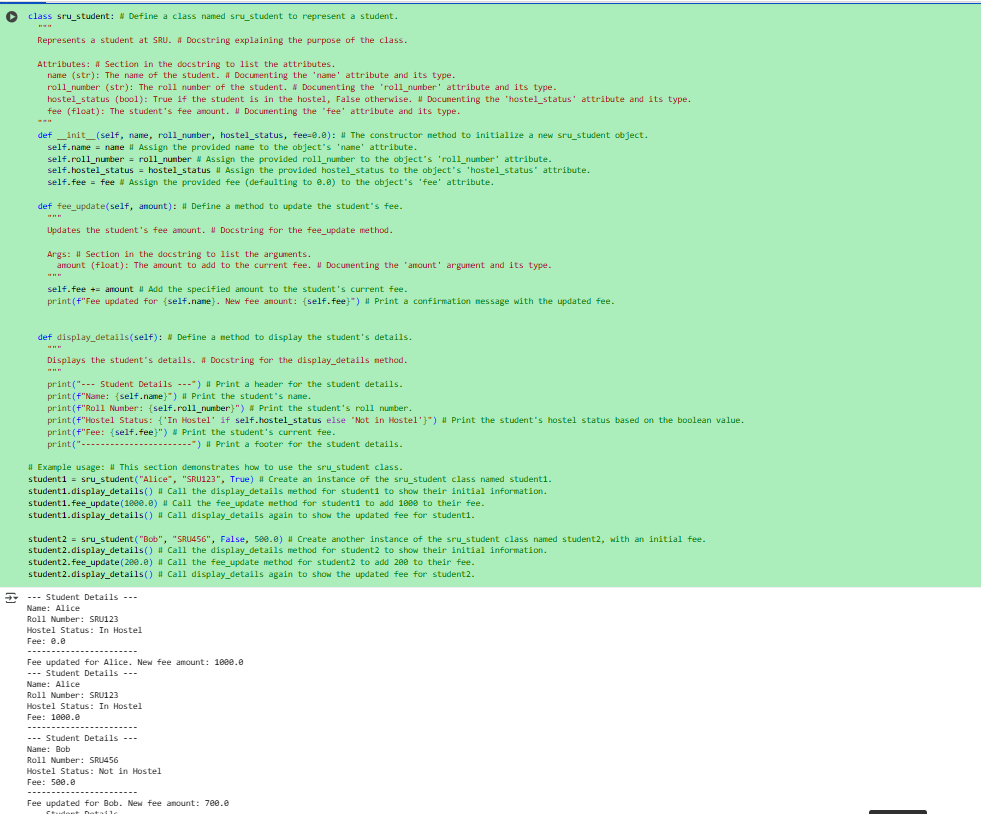 class sru_student: # Define a class named sru_student to represent a student.
"""
Represents a student at SRU. # Docstring explaining the purpose of the class.
Attributes: # Section in the docstring to list the attributes.
name (str): The name of the student. # Documenting the 'name' attribute and its type.
roll_number (str): The roll number of the student. # Documenting the 'roll_number' attribute and its type.
hostel_status (bool): True if the student is in the hostel, False otherwise. # Documenting the 'hostel_status' attribute and its type.
fee (float): The student's fee amount. # Documenting the 'fee' attribute and its type.
"""
def __init__(self, name, roll_number, hostel_status, fee=0.0): # The constructor method to initialize a new sru_student object.
self.name = name # Assign the provided name to the object's 'name' attribute.
self.roll_number = roll_number # Assign the provided roll_number to the object's 'roll_number' attribute.
self.hostel_status = hostel_status # Assign the provided hostel_status to the object's 'hostel_status' attribute.
self.fee = fee # Assign the provided fee (defaulting to 0.0) to the object's 'fee' attribute.
def fee_update(self, amount): # Define a method to update the student's fee.
"""
Updates the student's fee amount. # Docstring for the fee_update method.
Args: # Section in the docstring to list the arguments.
amount (float): The amount to add to the current fee. # Documenting the 'amount' argument and its type.
"""
self.fee += amount # Add the specified amount to the student's current fee.
print(f"Fee updated for {self.name}. New fee amount: {self.fee}") # Print a confirmation message with the updated fee.
def display_details(self): # Define a method to display the student's details.
"""
Displays the student's details. # Docstring for the display_details method.
"""
print("--- Student Details ---") # Print a header for the student details.
print(f"Name: {self.name}") # Print the student's name.
print(f"Roll Number: {self.roll_number}") # Print the student's roll number.
print(f"Hostel Status: {'In Hostel' if self.hostel_status else 'Not in Hostel'}") # Print the student's hostel status based on the boolean value.
print(f"Fee: {self.fee}") # Print the student's current fee.
print("-----------------------") # Print a footer for the student details.
# Example usage: # This section demonstrates how to use the sru_student class.
student1 = sru_student("Alice", "SRU123", True) # Create an instance of the sru_student class named student1.
student1.display_details() # Call the display_details method for student1 to show their initial information.
student1.fee_update(1000.0) # Call the fee_update method for student1 to add 1000 to their fee.
student1.display_details() # Call display_details again to show the updated fee for student1.
student2 = sru_student("Bob", "SRU456", False, 500.0) # Create another instance of the sru_student class named student2, with an initial fee.
student2.display_details() # Call the display_details method for student2 to show their initial information.
student2.fee_update(200.0) # Call the fee_update method for student2 to add 200 to their fee.
student2.display_details() # Call display_details again to show the updated fee for student2.
--- Student Details ---
Name: Alice
Roll Number: SRU123
Hostel Status: In Hostel
Fee: 0.0
-----------------------
Fee updated for Alice. New fee amount: 1000.0
--- Student Details ---
Name: Alice
Roll Number: SRU123
Hostel Status: In Hostel
Fee: 1000.0
-----------------------
--- Student Details ---
Name: Bob
Roll Number: SRU456
Hostel Status: Not in Hostel
Fee: 500.0
-----------------------
Fee updated for Bob. New fee amount: 700.0
--- Student Details ---